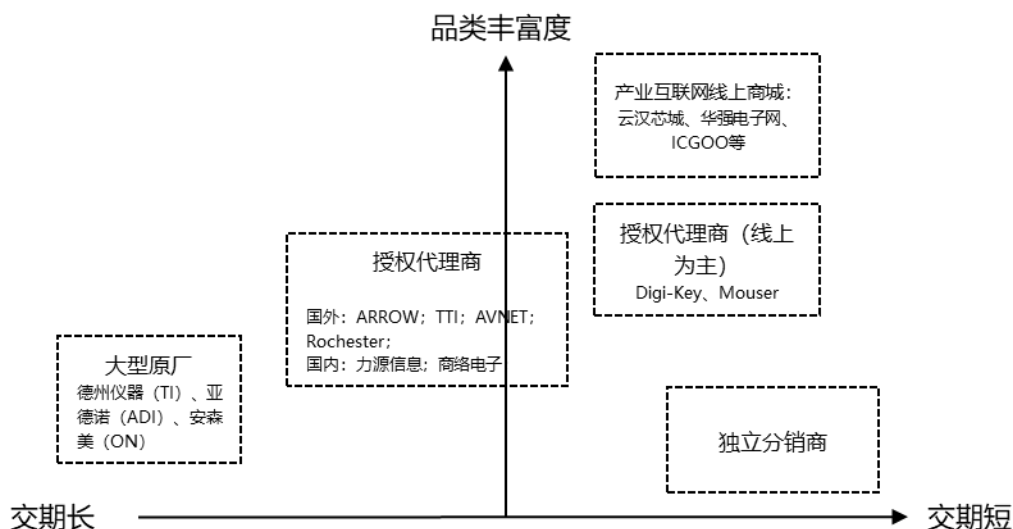 品类丰富度
产业互联网线上商城：
云汉芯城、华强电子网、
ICGOO等
授权代理商（线上
为主）
Digi-Key、Mouser
授权代理商
国外：ARROW；TTI；AVNET；
Rochester；
国内：力源信息；商络电子
大型原厂
德州仪器（TI）、亚
德诺（ADI）、安森
美（ON）
独立分销商
交期长
交期短